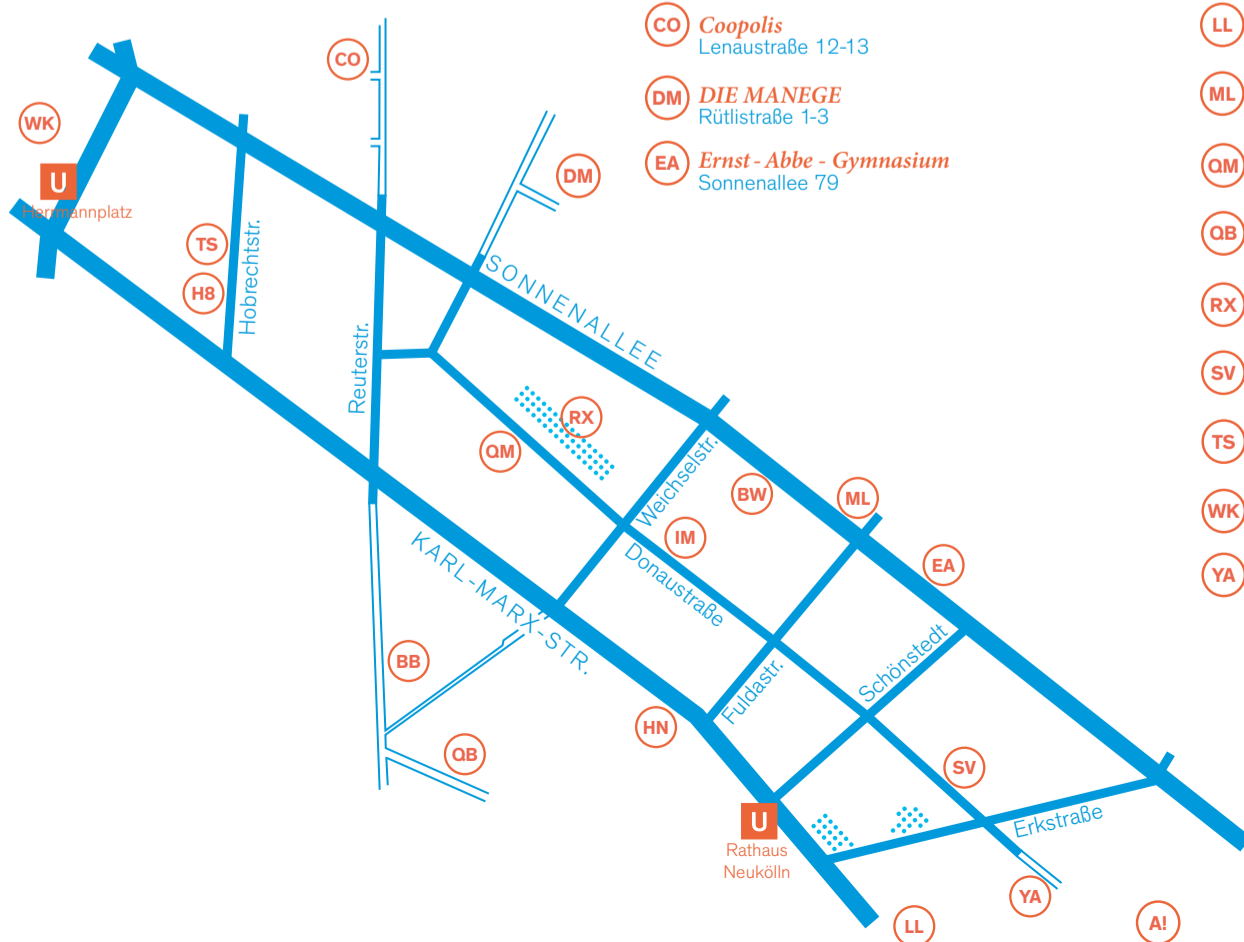 CO Coopolis
Lenaustraße 12-13
DM DIE MANEGE
Rütlistraße 1-3
EA Ernst - Abbe - Gymnasium
Sonnenallee 79
LL
ML
QM
QB
RX
SV
TS
WK
YA
CO
WK
U
Herrmannplatz
DM
TS
H8
Hobrechtstr.
SONNENALLEE
Reuterstr.
RX
QM
Weichselstr.
BW
ML
IM
Donaustraße
EA
KARL-MARX-STR.
BB
Schönstedt
Fuldastr.
HN
QB
SV
U
Rathaus
Neukölln
Erkstraße
YA
LL
A!